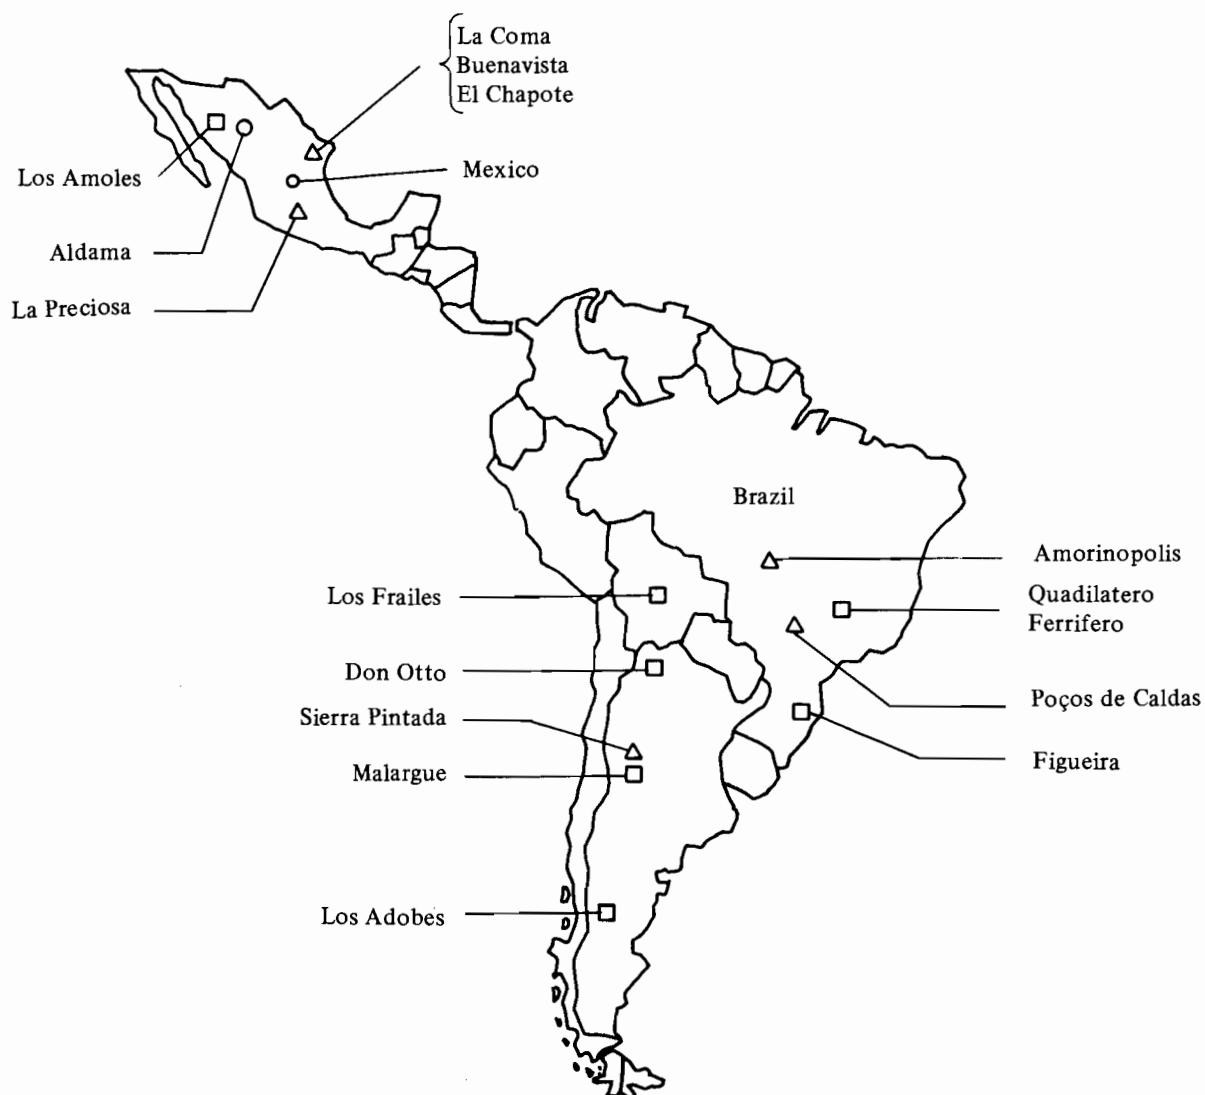 La Coma
Buenavista
El Chapote
Los Amoles
Mexico
Aldama
La Preciosa
Brazil
Amorinopolis
Los Frailes
Quadilatero
Ferrifero
Don Otto
Poços de Caldas
Sierra Pintada
Figueira
Malargue
Los Adobes